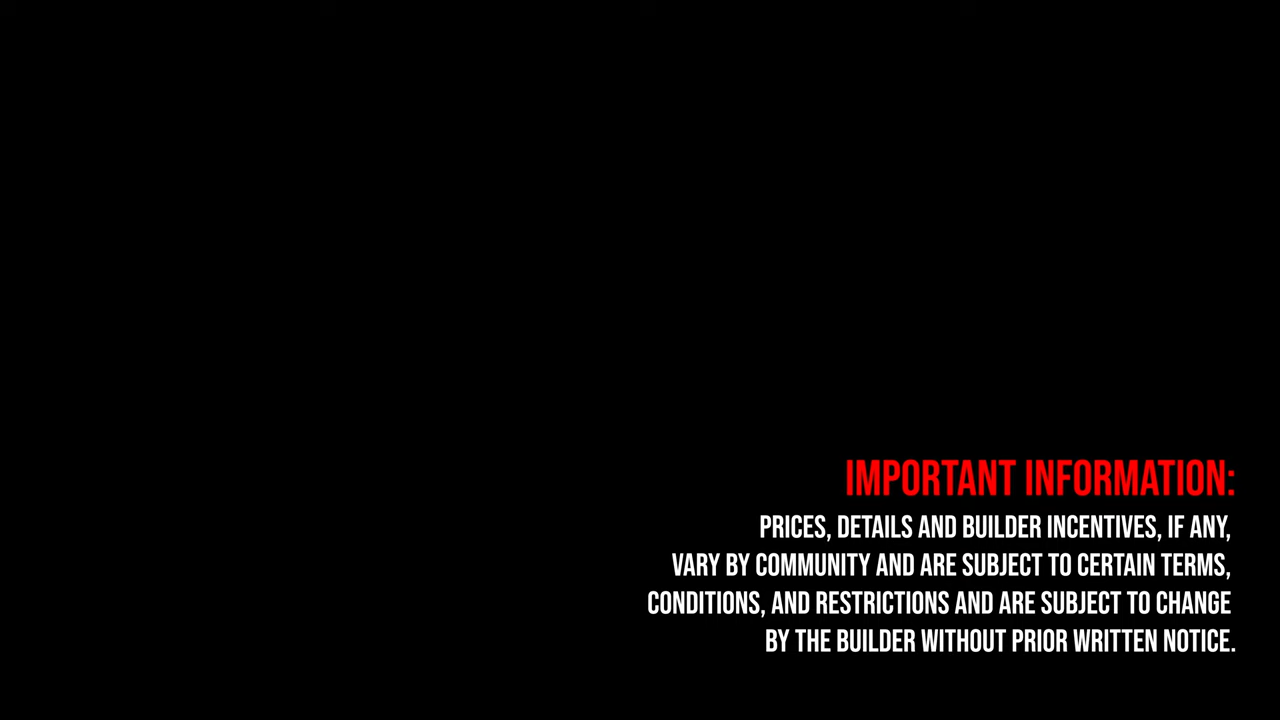 IMPORTANT INFORMATION:
PRICES, DETAILS AND BUILDER INCENTIVES, IF ANY,
VARY BY COMMUNITY AND ARE SUBJECT TO CERTAIN TERMS,
CONDITIONS, AND RESTRICTIONS AND ARE SUBJECT TO CHANGE
BY THE BUILDER WITHOUT PRIOR WRITTEN NOTICE.